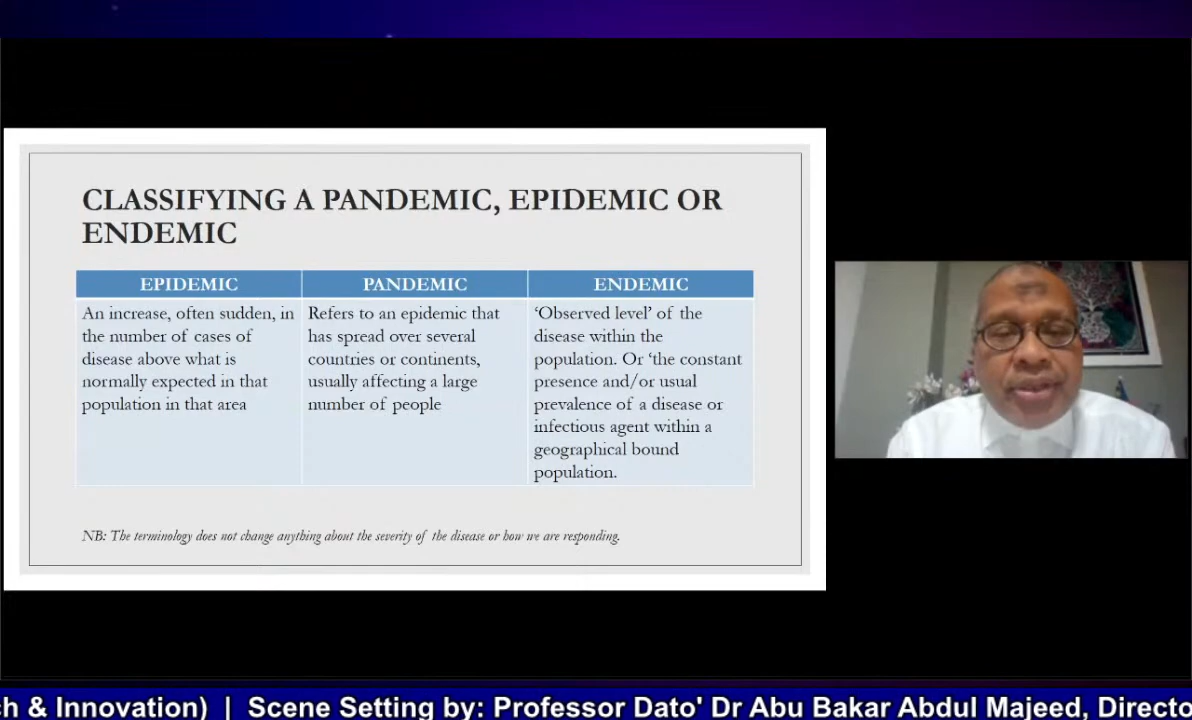 CLASSIFYING A PANDEMIC, EPIDEMIC OR
ENDEMIC
EPIDEMIC
An increase, often sudden, in
the number of cases of
disease above what is
normally expected in that
population in that area
PANDEMIC
Refers to an epidemic that
has spread over several
countries or continents,
usually affecting a large
number of people
ENDEMIC
‘Observed level’ of the
disease within the
population. Or ‘the constant
presence and/or usual
prevalence of a disease or
infectious agent within a
geographical bound
population.
NB: The terminology does not change anything about the severity of the disease or how we are responding.
ch & Innovation) | Scene Setting by: Professor Dato' Dr Abu Bakar Abdul Majeed, Directo